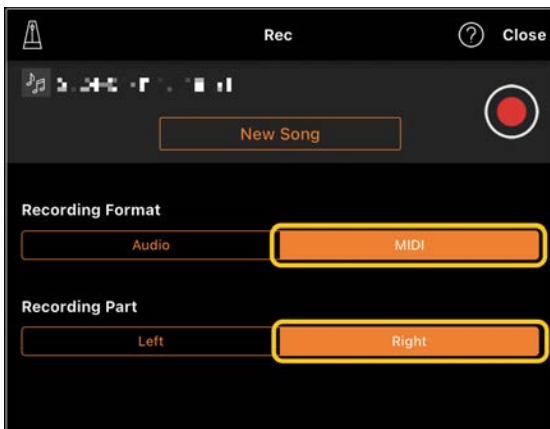 Rec
? Close
New Song
Recording Format
Audio MIDI
Recording Part
Left Right